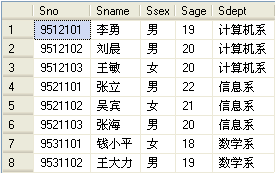 Sno Sname Ssex Sage Sdept
1 9512101 李勇 男 19 计算机系
2 9512102 刘晨 男 20 计算机系
3 9512103 王敏 女 20 计算机系
4 9521101 张立 男 22 信息系
5 9521102 吴宾 女 21 信息系
6 9521103 张海 男 20 信息系
7 9531101 钱小平 女 18 数学系
8 9531102 王大力 男 19 数学系